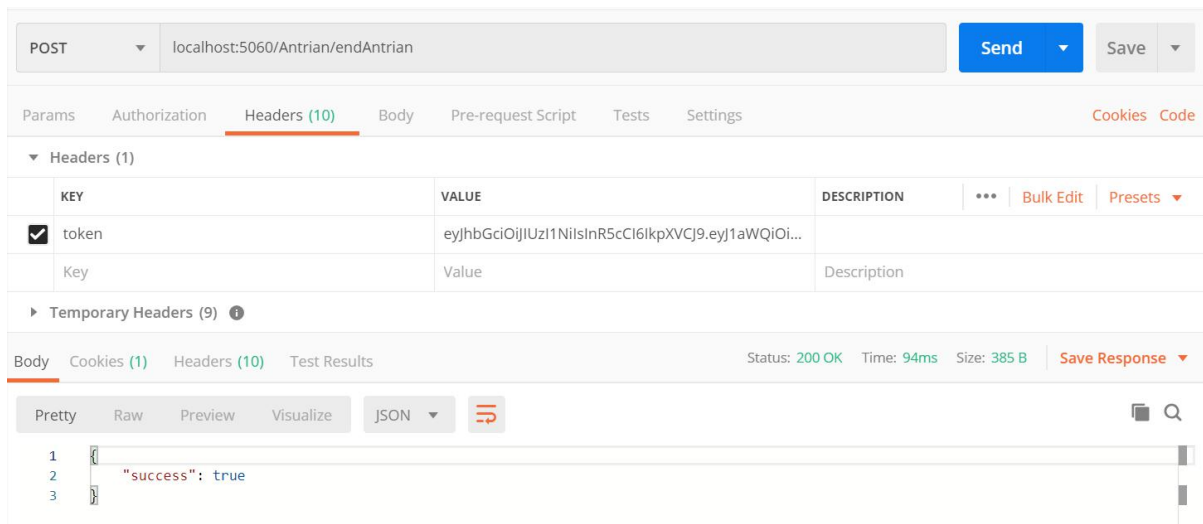 POST localhost:5060/Antrian/endAntrian Send Save
Params Authorization Headers (10) Body Pre-request Script Tests Settings Cookies Code
Headers (1)
KEY VALUE DESCRIPTION ••• Bulk Edit Presets
token eyJhbGciOiJIUzI1NiIsInR5cCI6IkpXVCJ9.eyJ1aWQiOi...
Key Value Description
Temporary Headers (9)
Body Cookies (1) Headers (10) Test Results Status: 200 OK Time: 94ms Size: 385 B Save Response
Pretty Raw Preview Visualize JSON
1 {
2 "success": true
3 }